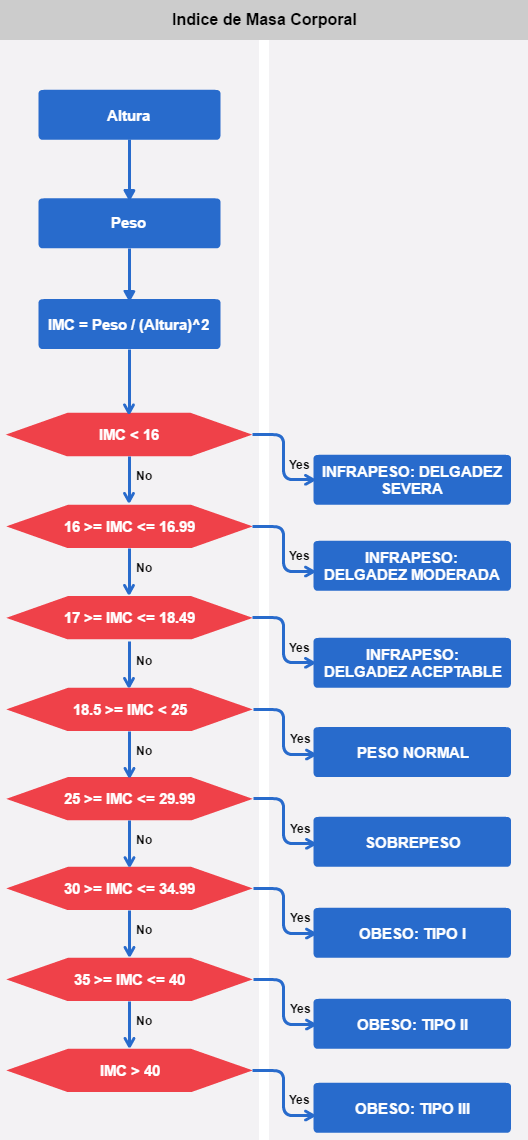 Indice de Masa Corporal
Altura
Peso
IMC = Peso / (Altura)^2
IMC < 16
Yes
INFRAPESO: DELGADEZ
SEVERA
No
16 >= IMC <= 16.99
Yes
INFRAPESO:
DELGADEZ MODERADA
No
17 >= IMC <= 18.49
Yes
INFRAPESO:
DELGADEZ ACEPTABLE
No
18.5 >= IMC < 25
Yes
PESO NORMAL
No
25 >= IMC <= 29.99
Yes
SOBREPESO
No
30 >= IMC <= 34.99
Yes
OBESO: TIPO I
No
35 >= IMC <= 40
Yes
OBESO: TIPO II
No
IMC > 40
Yes
OBESO: TIPO III